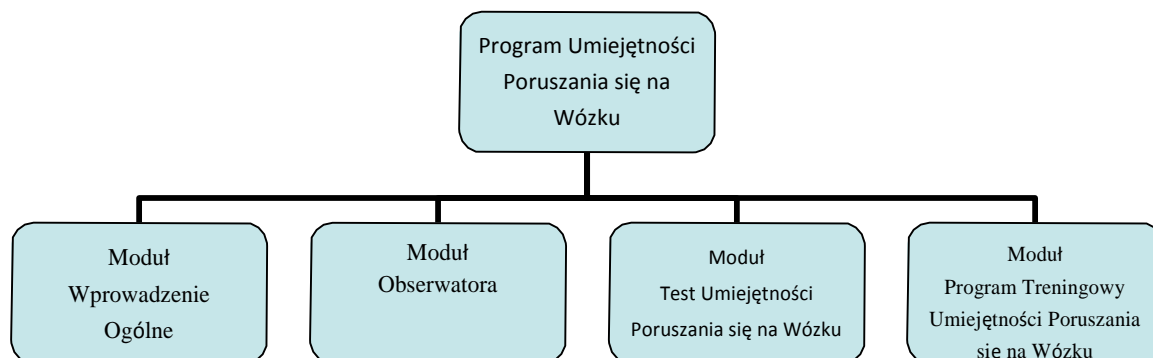 Program Umiejętności
Poruszania się na
Wózku
Moduł
Wprowadzenie
Ogólne
Moduł
Obserwatora
Moduł
Test Umiejętności
Poruszania się na Wózku
Moduł
Program Treningowy
Umiejętności Poruszania
się na Wózku